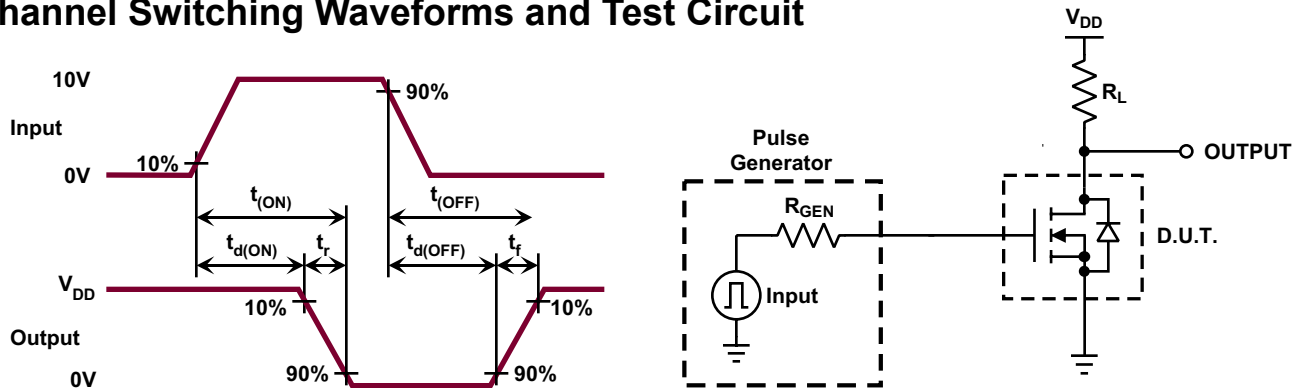 hannel Switching Waveforms and Test Circuit
10V
Input
0V
10%
90%
t(ON)
t(OFF)
td(ON)
tr
td(OFF)
tf
VDD
Output
0V
10%
90%
10%
90%
Pulse
Generator
RGEN
Input
VDD
RL
OUTPUT
D.U.T.